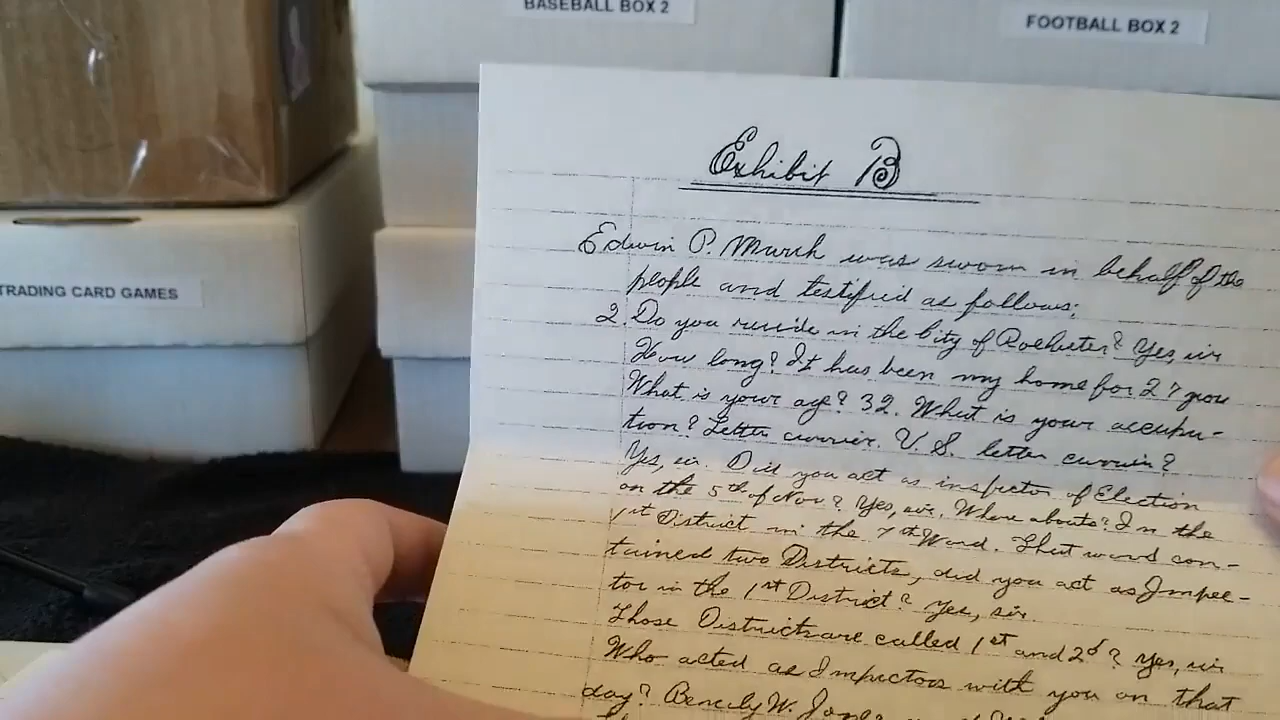 BASEBALL BOX 2
FOOTBALL BOX 2
TRADING CARD GAMES
Exhibit B
Edwin P. Marsh was sworn in behalf of the
people and testified as follows:
2. Do you reside in the City of Rochester? Yes, sir
How long? It has been my home for 27 years
What is your age? 32. What is your occupa-
tion? Letter carrier. U. S. letter carrier?
Yes, sir. Did you act as inspector of Election
on the 5th of Nov? Yes, sir. Where abouts? In the
1st District in the 7th Ward. That ward con-
tained two Districts, did you act as Inspec-
tor in the 1st District? Yes, sir
Those Districts are called 1st and 2d? Yes, sir
Who acted as Inspectors with you on that
day? Beverly W. Jones